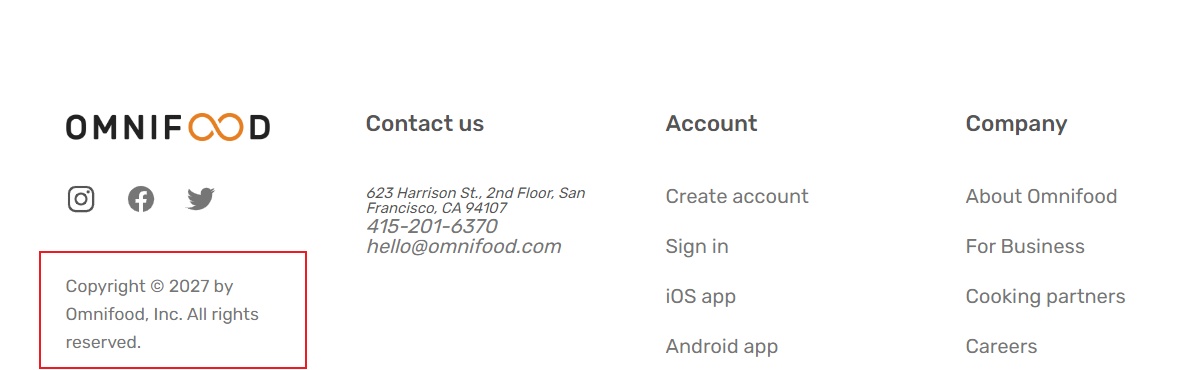 OMNIFOOD
Copyright © 2027 by
Omnifood, Inc. All rights
reserved.
Contact us
623 Harrison St., 2nd Floor, San
Francisco, CA 94107
415-201-6370
hello@omnifood.com
Account
Create account
Sign in
iOS app
Android app
Company
About Omnifood
For Business
Cooking partners
Careers